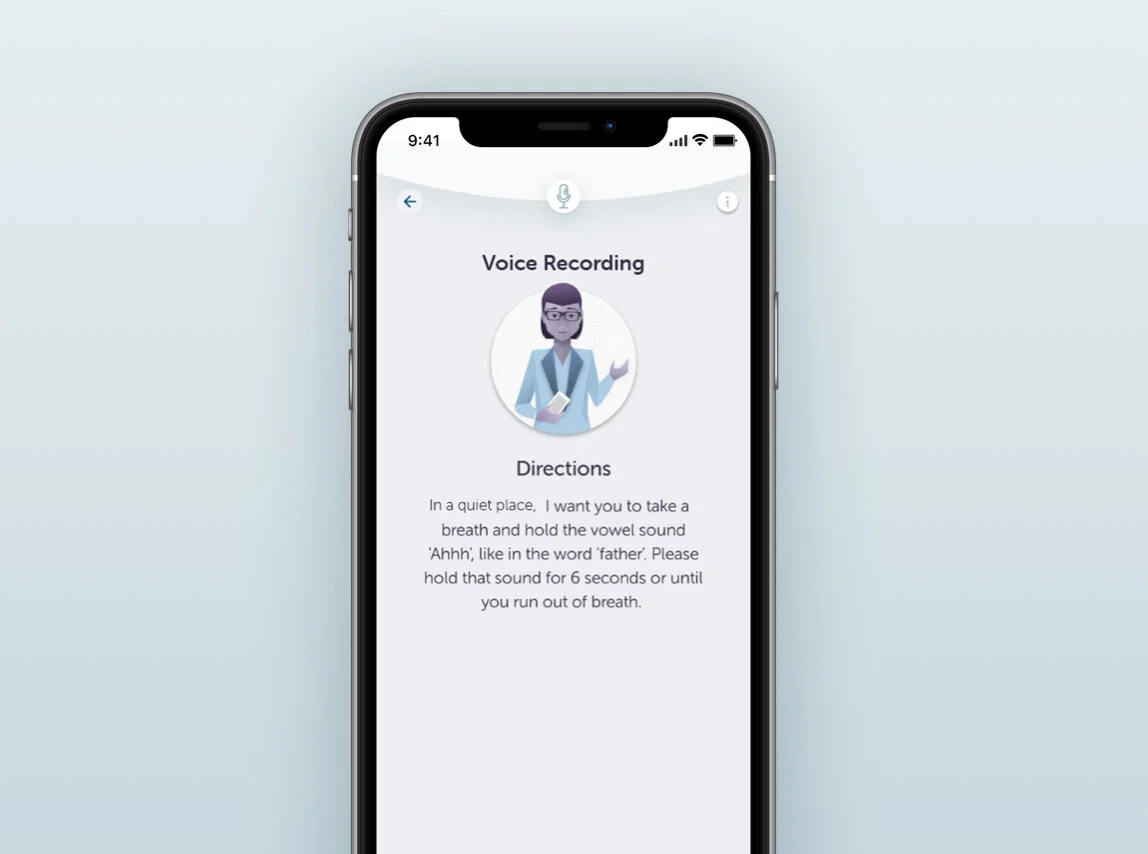 9:41
Voice Recording
Directions
In a quiet place, I want you to take a
breath and hold the vowel sound
'Ahhh', like in the word 'father'. Please
hold that sound for 6 seconds or until
you run out of breath.